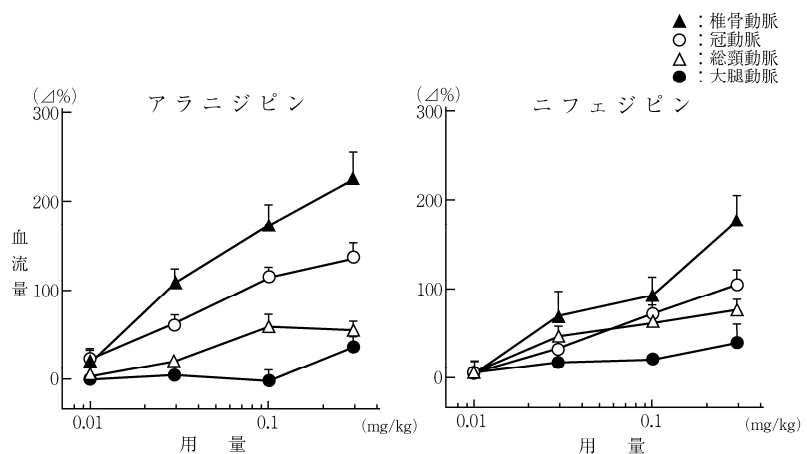 ▲：椎骨動脈
○：冠動脈
△：総頸動脈
●：大腿動脈
(⊿%)
アラニジピン
300
200
100
0
血流量
0.01
0.1
(mg/kg)
用量
(⊿%)
ニフェジピン
300
200
100
0
0.01
0.1
(mg/kg)
用量